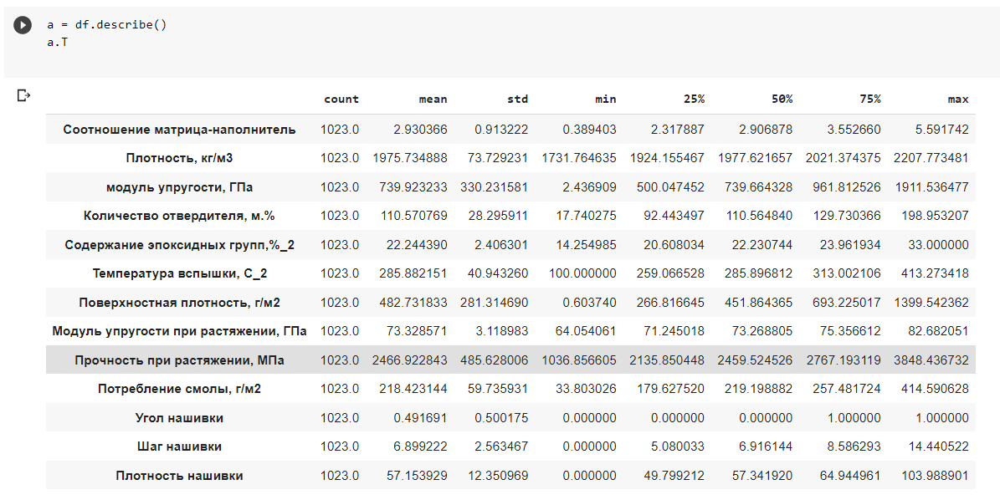 a = df.describe()
a.T
count mean std min 25% 50% 75% max
Соотношение матрица-наполнитель 1023.0 2.930366 0.913222 0.389403 2.317887 2.906878 3.552660 5.591742
Плотность, кг/м3 1023.0 1975.734888 73.729231 1731.764635 1924.155467 1977.621657 2021.374375 2207.773481
модуль упругости, ГПа 1023.0 739.923233 330.231581 2.436909 500.047452 739.664328 961.812526 1911.536477
Количество отвердителя, м.% 1023.0 110.570769 28.295911 17.740275 92.443497 110.564840 129.730366 198.953207
Содержание эпоксидных групп,%_2 1023.0 22.244390 2.406301 14.254985 20.608034 22.230744 23.961934 33.000000
Температура вспышки, С_2 1023.0 285.882151 40.943260 100.000000 259.066528 285.896812 313.002106 413.273418
Поверхностная плотность, г/м2 1023.0 482.731833 281.314690 0.603740 266.816645 451.864365 693.225017 1399.542362
Модуль упругости при растяжении, ГПа 1023.0 73.328571 3.118983 64.054061 71.245018 73.268805 75.356612 82.682051
Прочность при растяжении, МПа 1023.0 2466.922843 485.628006 1036.856605 2135.850448 2459.524526 2767.193119 3848.436732
Потребление смолы, г/м2 1023.0 218.423144 59.735931 33.803026 179.627520 219.198882 257.481724 414.590628
Угол нашивки 1023.0 0.491691 0.500175 0.000000 0.000000 0.000000 1.000000 1.000000
Шаг нашивки 1023.0 6.899222 2.563467 0.000000 5.080033 6.916144 8.586293 14.440522
Плотность нашивки 1023.0 57.153929 12.350969 0.000000 49.799212 57.341920 64.944961 103.988901